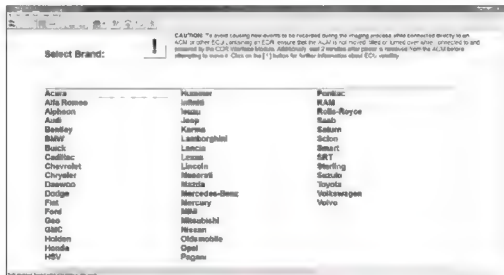 CAUTION: To avoid causing new events to be recorded during the imaging process while connected directly to an
ACM or other ECU containing an EDR, ensure that the ACM is not moved, tilted or turned over while connected to and
powered by the CDR Interface Module. Additionally, wait 2 minutes after power is removed from the ACM before
attempting to move it. Click on the [ ! ] button for further information about ECU
Select Brand:
!
Acura
Alfa Romeo
Alpheon
Audi
Bentley
BMW
Buick
Cadillac
Chevrolet
Chrysler
Daewoo
Dodge
Fiat
Ford
Geo
GMC
Holden
Honda
HSV
Hummer
Infiniti
Isuzu
Jeep
Karma
Lamborghini
Lancia
Lexus
Lincoln
Maserati
Mazda
Mercedes-Benz
Mercury
MINI
Mitsubishi
Nissan
Oldsmobile
Opel
Pagani
Pontiac
RAM
Rolls-Royce
Saab
Saturn
Scion
Smart
SRT
Sterling
Suzuki
Toyota
Volkswagen
Volvo